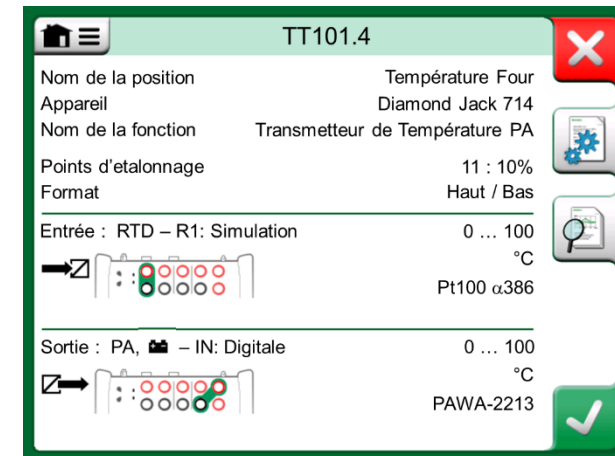 TT101.4
Nom de la position Température Four
Appareil Diamond Jack 714
Nom de la fonction Transmetteur de Température PA
Points d'etalonnage 11 : 10%
Format Haut / Bas
Entrée : RTD – R1: Simulation 0 … 100
°C
Pt100 α386
Sortie : PA, – IN: Digitale 0 … 100
°C
PAWA-2213